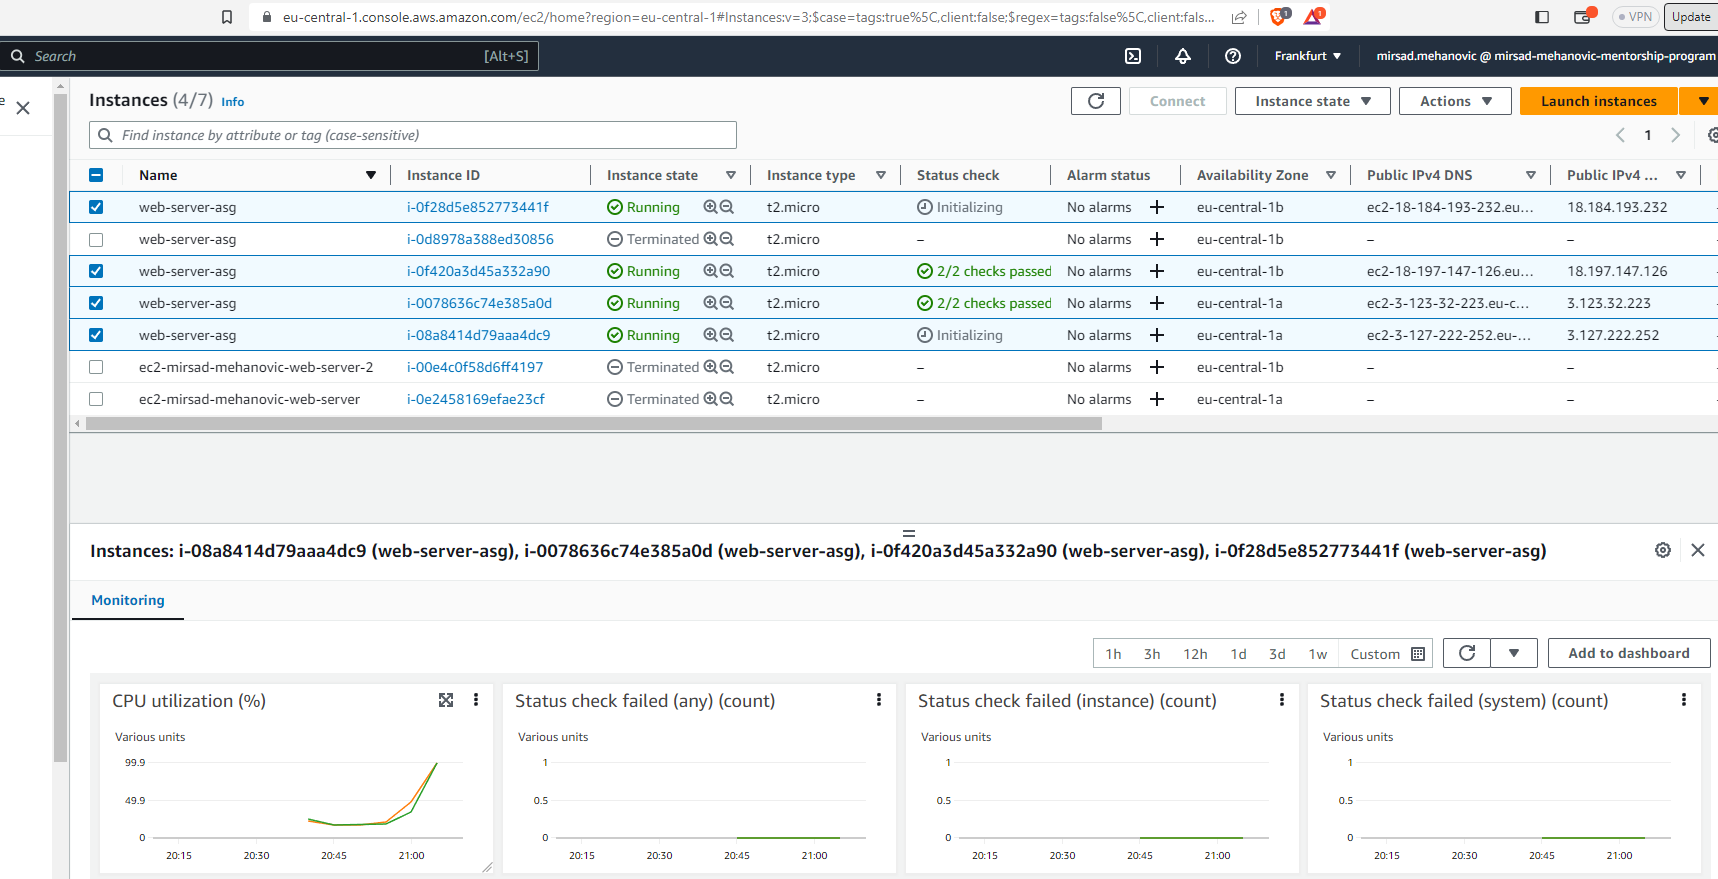 eu-central-1.console.aws.amazon.com/ec2/home?region=eu-central-1#Instances:v=3;$case=tags:true%5C,client:false;$regex=tags:false%5C,client:fals...
1
1
VPN
Update
Search
[Alt+S]
Frankfurt
mirsad.mehanovic @ mirsad-mehanovic-mentorship-program
e
Instances (4/7) Info
Connect
Instance state
Actions
Launch instances
Find instance by attribute or tag (case-sensitive)
1
Name Instance ID Instance state Instance type Status check Alarm status Availability Zone Public IPv4 DNS Public IPv4 ...
web-server-asg i-0f28d5e852773441f Running t2.micro Initializing No alarms + eu-central-1b ec2-18-184-193-232.eu... 18.184.193.232 -
web-server-asg i-0d8978a388ed30856 Terminated t2.micro – No alarms + eu-central-1b – – -
web-server-asg i-0f420a3d45a332a90 Running t2.micro 2/2 checks passed No alarms + eu-central-1b ec2-18-197-147-126.eu... 18.197.147.126 -
web-server-asg i-0078636c74e385a0d Running t2.micro 2/2 checks passed No alarms + eu-central-1a ec2-3-123-32-223.eu-c... 3.123.32.223 -
web-server-asg i-08a8414d79aaa4dc9 Running t2.micro Initializing No alarms + eu-central-1a ec2-3-127-222-252.eu-... 3.127.222.252 -
ec2-mirsad-mehanovic-web-server-2 i-00e4c0f58d6ff4197 Terminated t2.micro – No alarms + eu-central-1b – – -
ec2-mirsad-mehanovic-web-server i-0e2458169efae23cf Terminated t2.micro – No alarms + eu-central-1a – – -
Instances: i-08a8414d79aaa4dc9 (web-server-asg), i-0078636c74e385a0d (web-server-asg), i-0f420a3d45a332a90 (web-server-asg), i-0f28d5e852773441f (web-server-asg)
Monitoring
1h 3h 12h 1d 3d 1w Custom
Add to dashboard
CPU utilization (%)
Various units
99.9
49.9
0
20:15 20:30 20:45 21:00
Status check failed (any) (count)
Various units
1
0.5
0
20:15 20:30 20:45 21:00
Status check failed (instance) (count)
Various units
1
0.5
0
20:15 20:30 20:45 21:00
Status check failed (system) (count)
Various units
1
0.5
0
20:15 20:30 20:45 21:00